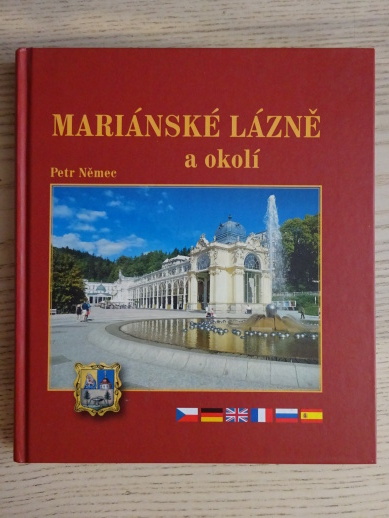 MARIÁNSKÉ LÁZNĚ
a okolí
Petr Němec